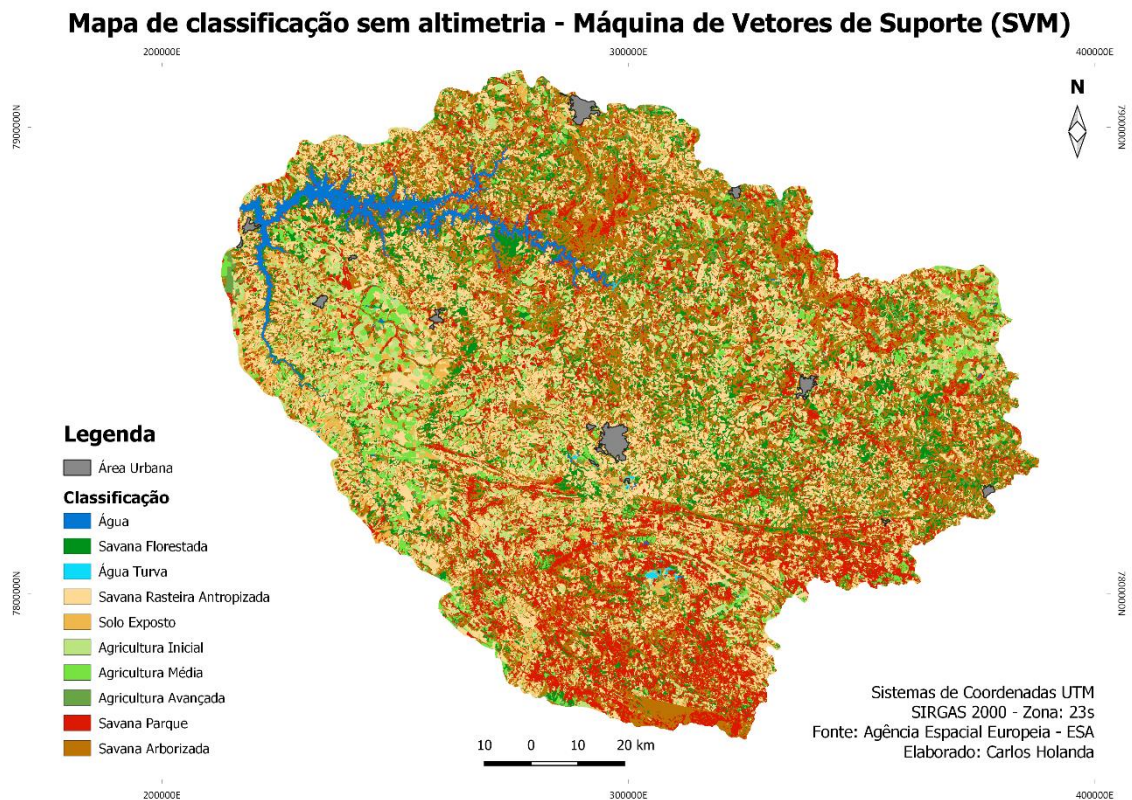 Mapa de classificação sem altimetria - Máquina de Vetores de Suporte (SVM)
200000E 300000E 400000E
N
7900000N 7900000N
Legenda
Área Urbana
Classificação
Água
Savana Florestada
Água Turva
Savana Rasteira Antropizada
7800000N 7800000N
Solo Exposto
Agricultura Inicial
Agricultura Média
Agricultura Avançada
Savana Parque
Savana Arborizada
Sistemas de Coordenadas UTM
SIRGAS 2000 - Zona: 23s
Fonte: Agência Espacial Europeia - ESA
Elaborado: Carlos Holanda
10 0 10 20 km
200000E 300000E 400000E